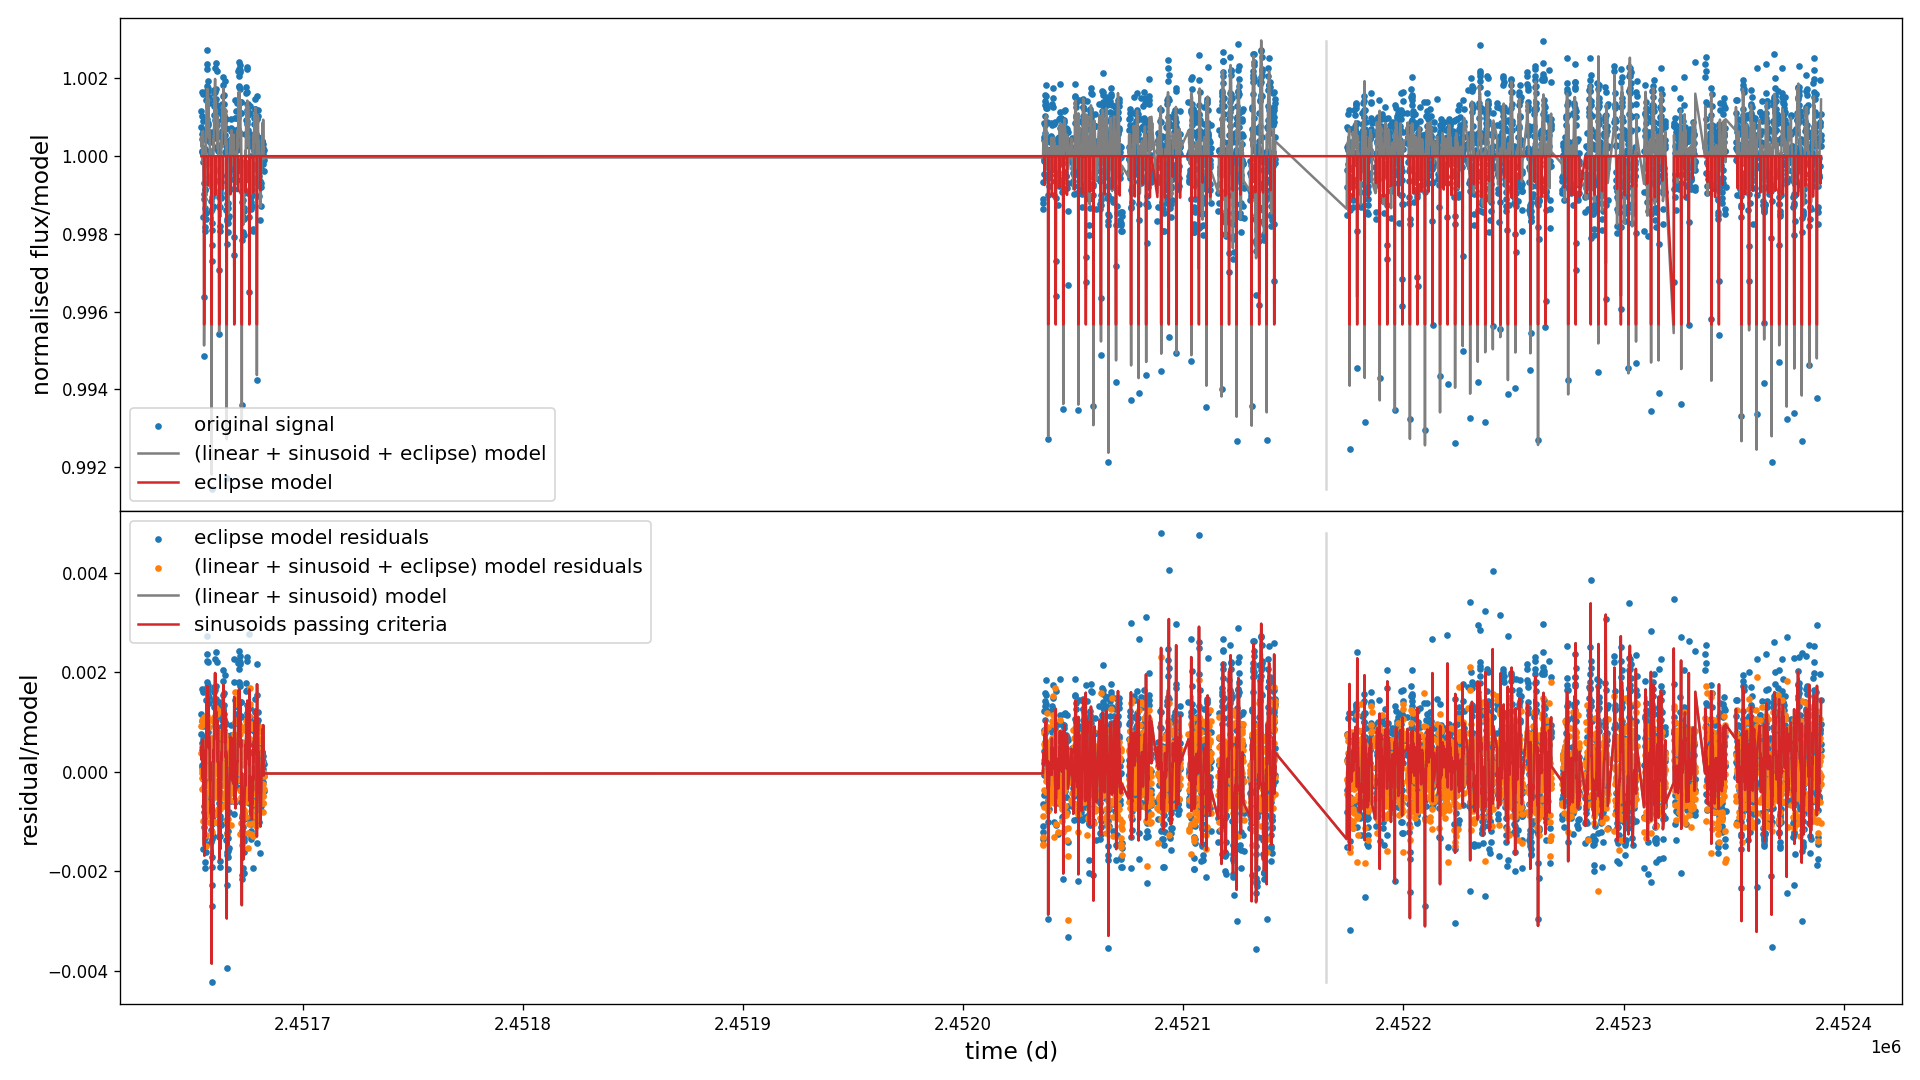 1.002
1.000
0.998
0.996
0.994
0.992
normalised flux/model
original signal
(linear + sinusoid + eclipse) model
eclipse model
0.004
0.002
0.000
−0.002
−0.004
residual/model
eclipse model residuals
(linear + sinusoid + eclipse) model residuals
(linear + sinusoid) model
sinusoids passing criteria
2.4517
2.4518
2.4519
2.4520
2.4521
2.4522
2.4523
2.4524
1e6
time (d)